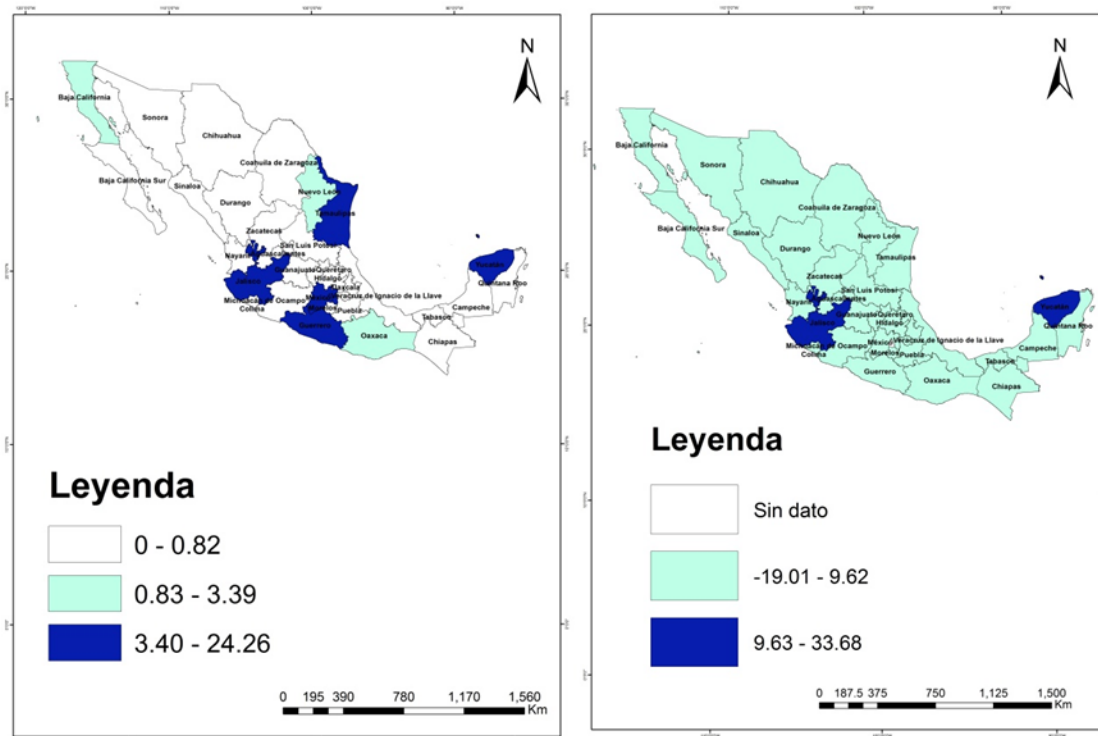 N
Baja California
Sonora
Chihuahua
Coahuila de Zaragoza
Baja California Sur
Sinaloa
Nuevo León
Durango
Tamaulipas
Zacatecas
San Luis Potosí
Nayarit
Aguascalientes
Guanajuato
Querétaro
Hidalgo
Jalisco
Tlaxcala
México
Veracruz de Ignacio de la Llave
Michoacán de Ocampo
Colima
Morelos
Puebla
Guerrero
Oaxaca
Yucatán
Quintana Roo
Campeche
Tabasco
Chiapas
Leyenda
0 - 0.82
0.83 - 3.39
3.40 - 24.26
0 195 390 780 1,170 1,560
Km
N
Baja California
Sonora
Chihuahua
Coahuila de Zaragoza
Baja California Sur
Sinaloa
Nuevo León
Durango
Tamaulipas
Zacatecas
San Luis Potosí
Nayarit
Aguascalientes
Guanajuato
Querétaro
Hidalgo
Jalisco
México
Veracruz de Ignacio de la Llave
Michoacán de Ocampo
Colima
Morelos
Puebla
Guerrero
Oaxaca
Yucatán
Quintana Roo
Campeche
Tabasco
Chiapas
Leyenda
Sin dato
-19.01 - 9.62
9.63 - 33.68
0 187.5 375 750 1,125 1,500
Km